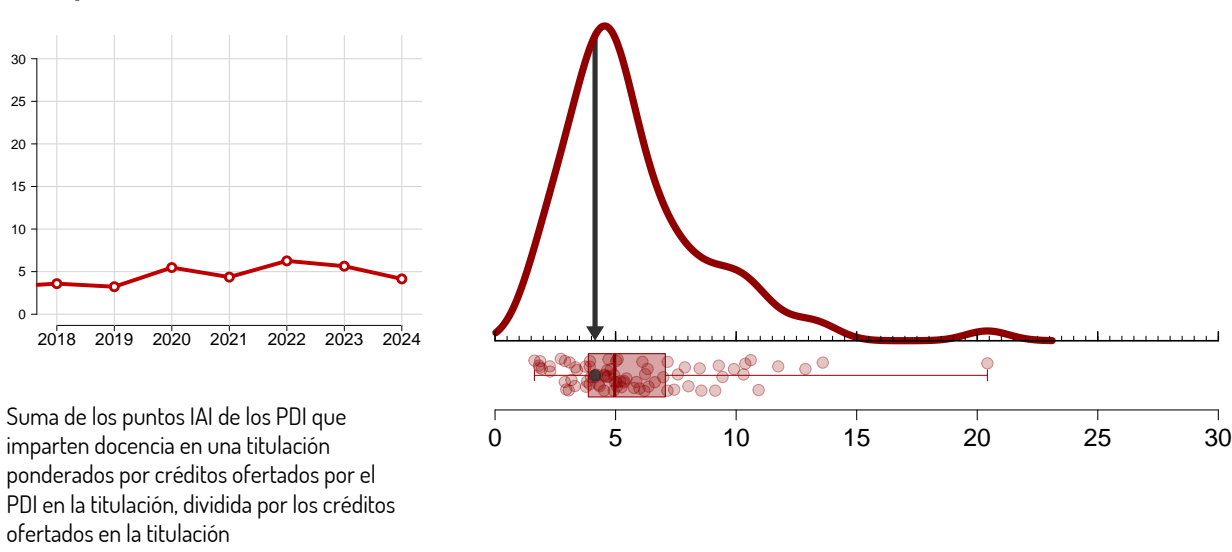 30
25
20
15
10
5
0
2018 2019 2020 2021 2022 2023 2024
Suma de los puntos IAI de los PDI que
imparten docencia en una titulación
ponderados por créditos ofertados por el
PDI en la titulación, dividida por los créditos
ofertados en la titulación
0 5 10 15 20 25 30